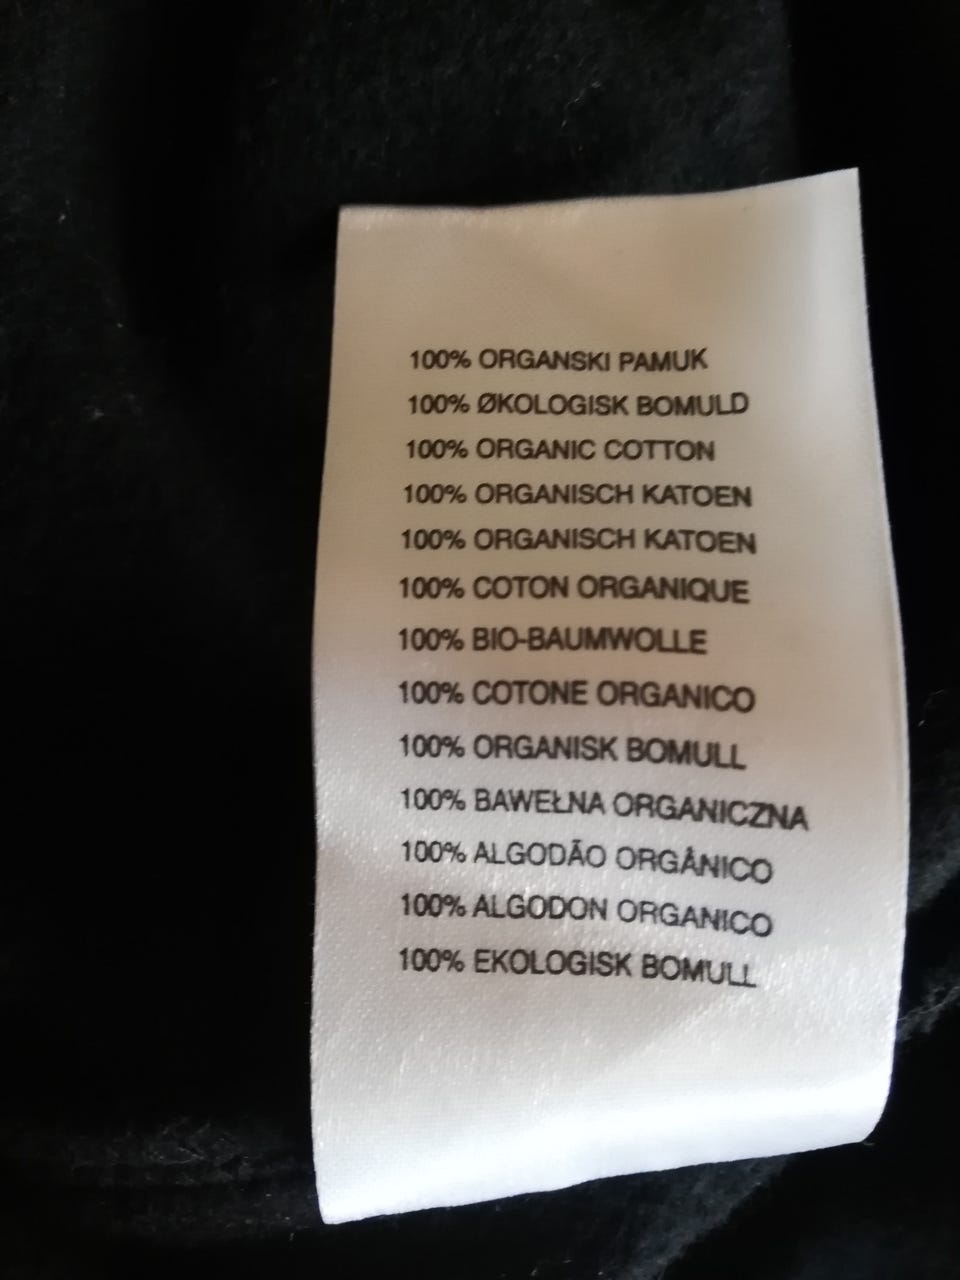 100% ORGANSKI PAMUK
100% ØKOLOGISK BOMULD
100% ORGANIC COTTON
100% ORGANISCH KATOEN
100% ORGANISCH KATOEN
100% COTON ORGANIQUE
100% BIO-BAUMWOLLE
100% COTONE ORGANICO
100% ORGANISK BOMULL
100% BAWEŁNA ORGANICZNA
100% ALGODÃO ORGÂNICO
100% ALGODON ORGANICO
100% EKOLOGISK BOMULL